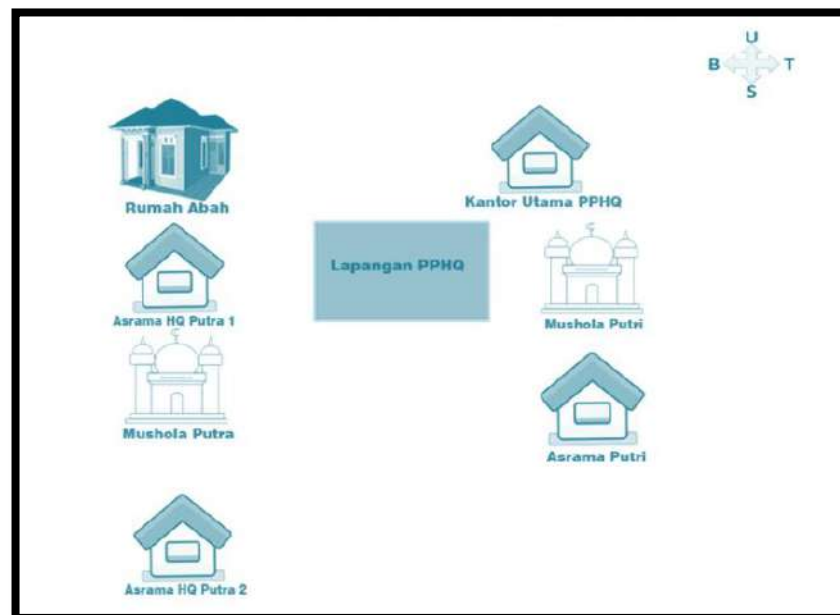 U
B T
S
Rumah Abah
Kantor Utama PPHQ
Lapangan PPHQ
Asrama HQ Putra 1
Mushola Putri
Mushola Putra
Asrama Putri
Asrama HQ Putra 2